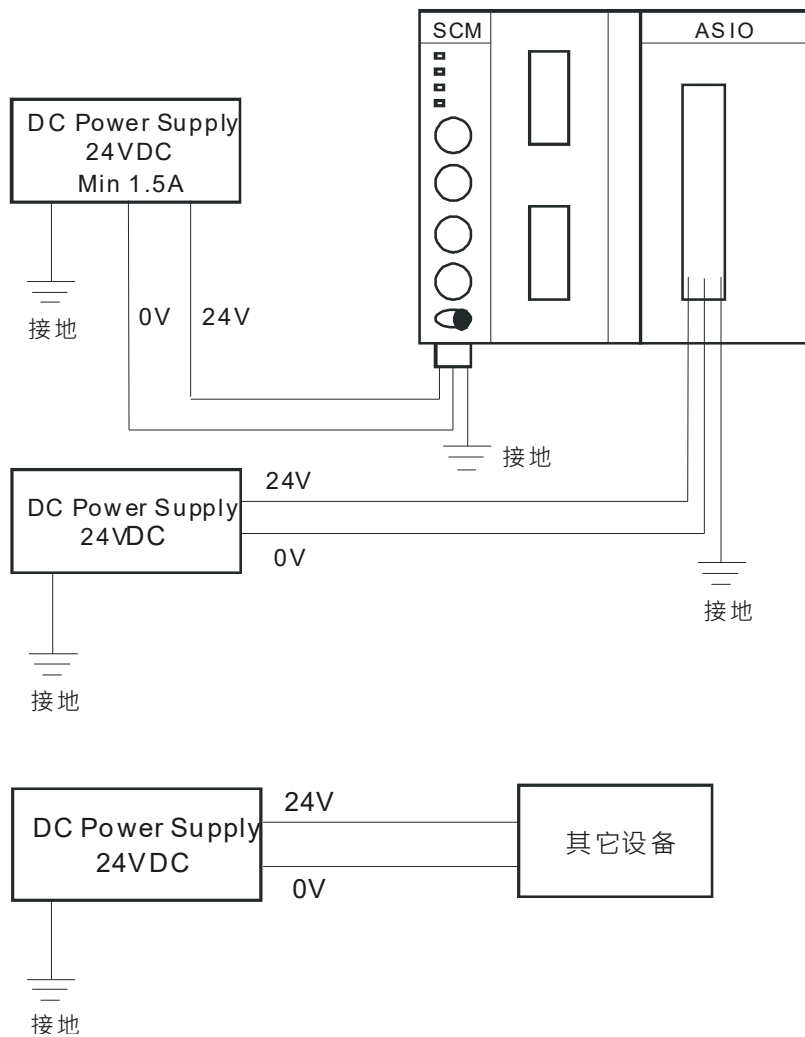 SCM
ASIO
DC Power Supply
24VDC
Min 1.5A
接地
0V
24V
接地
DC Power Supply
24VDC
24V
0V
接地
接地
DC Power Supply
24VDC
24V
0V
其它设备
接地